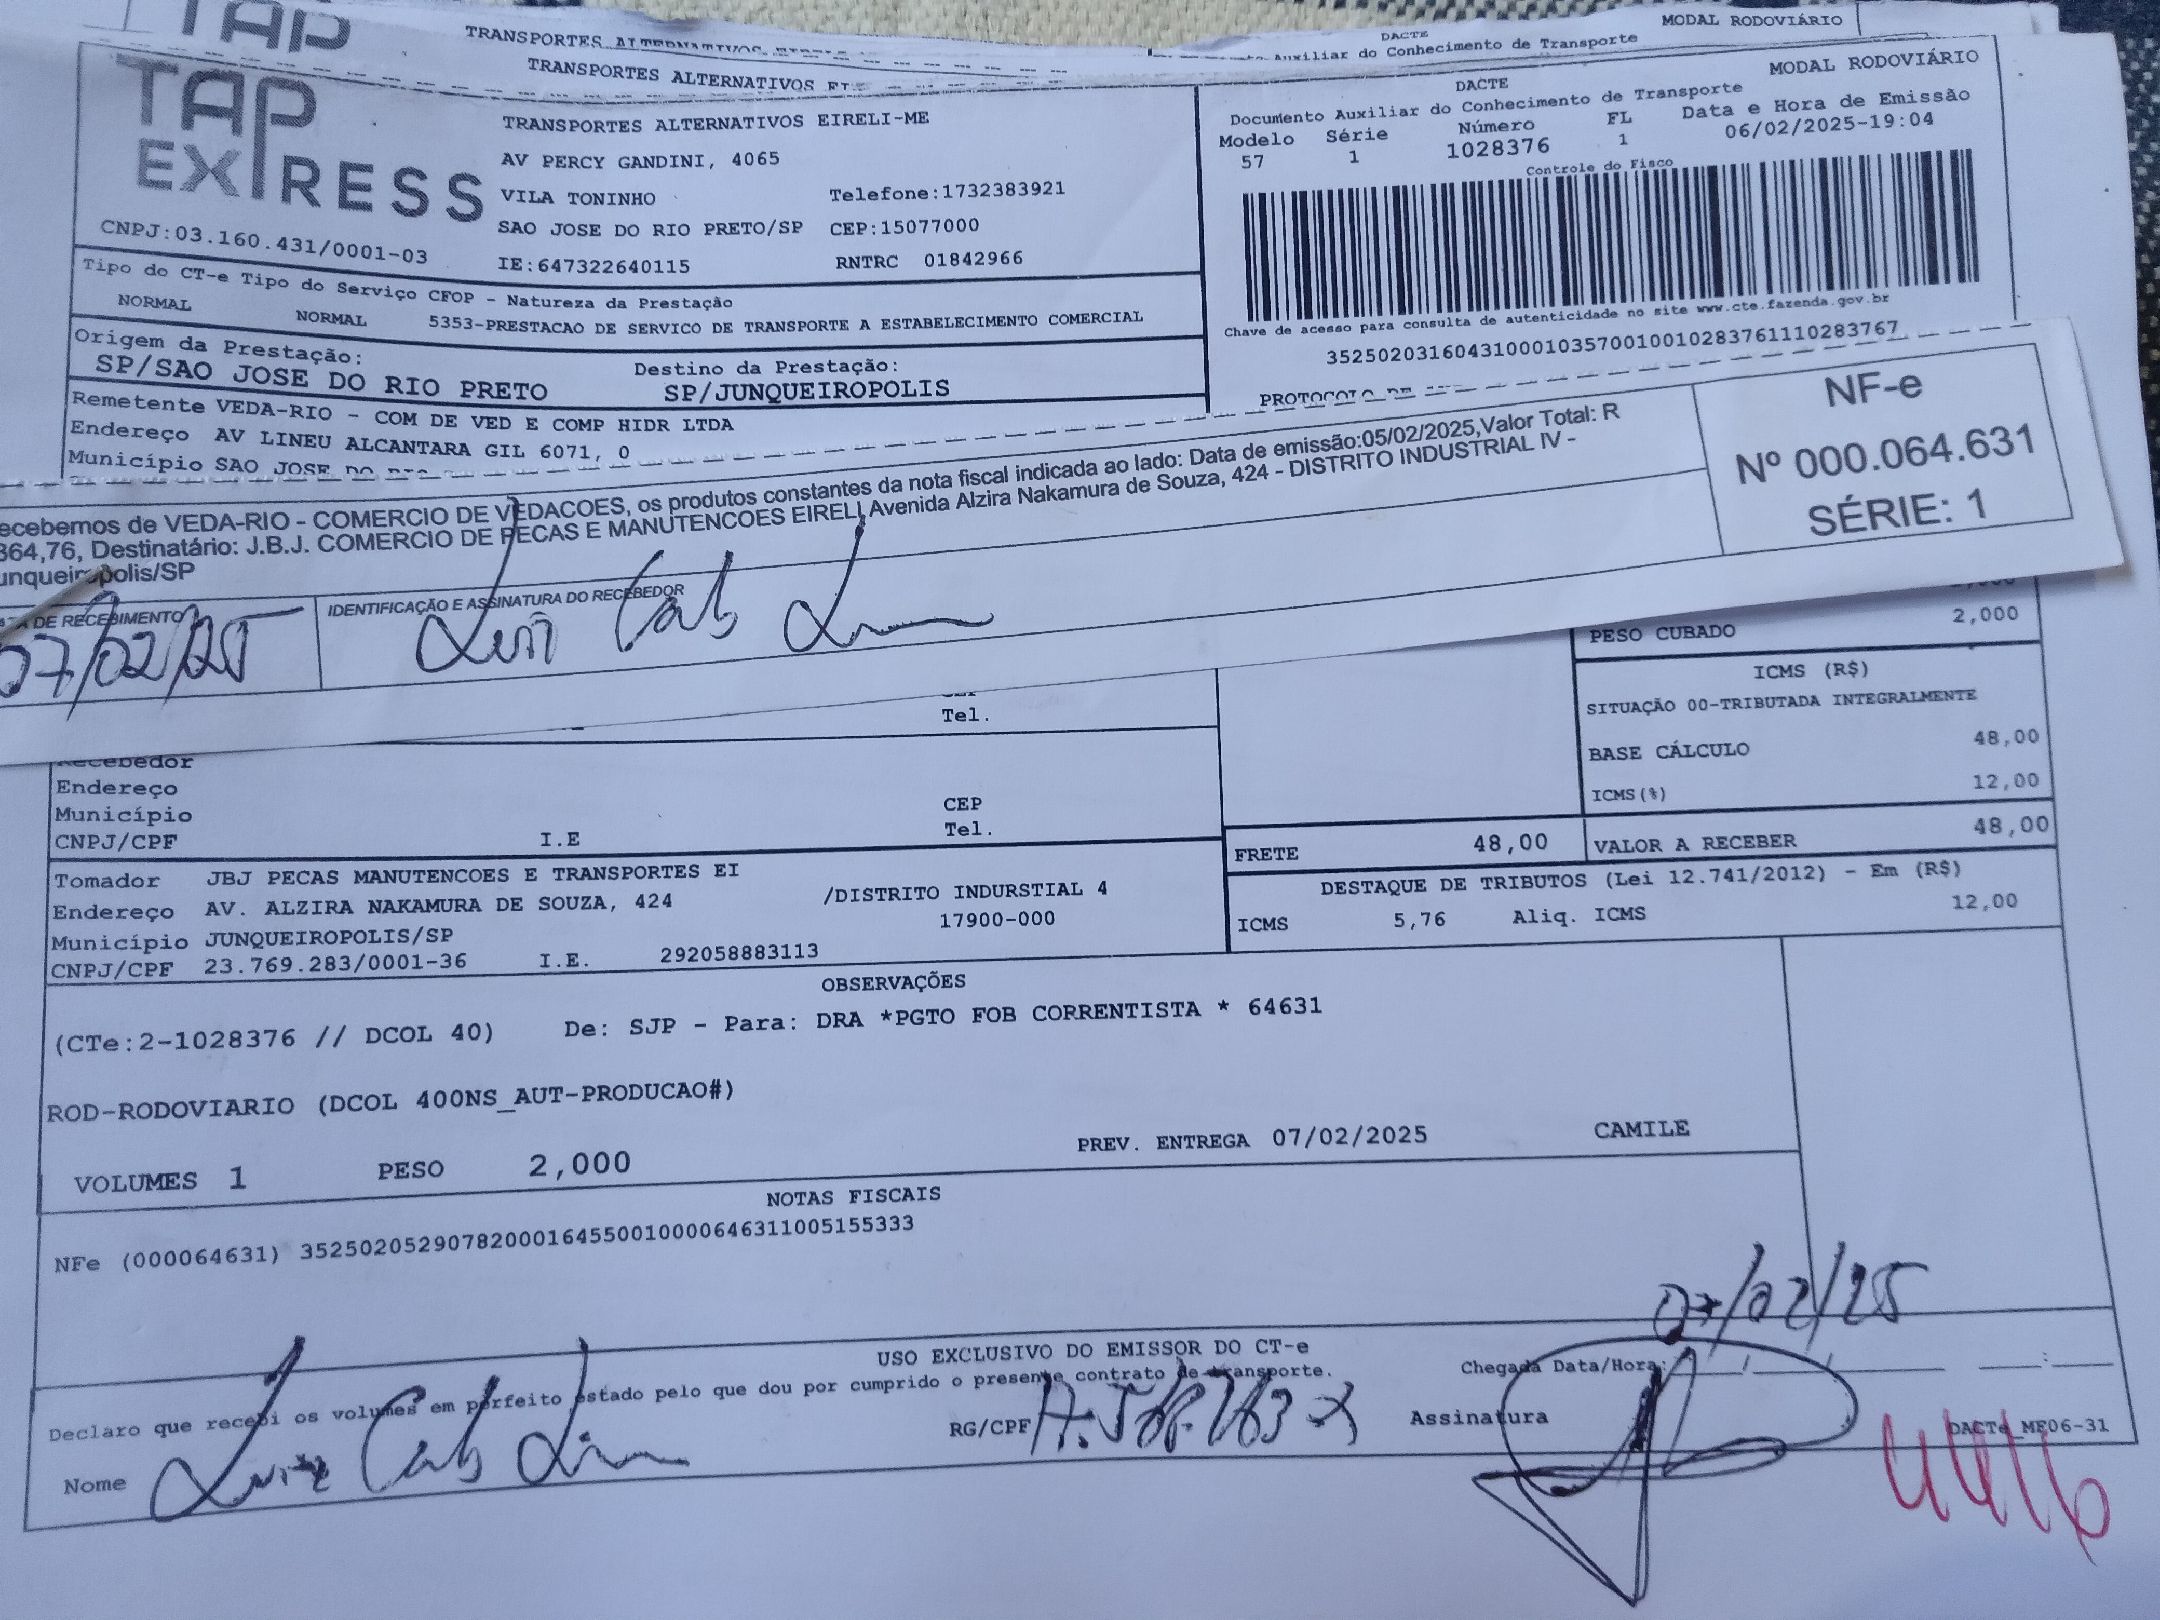 TAP
TRANSPORTES ALTERNATIVOS EIRELI
DACTE
MODAL RODOVIÁRIO
Auxiliar do Conhecimento de Transporte
TRANSPORTES ALTERNATIVOS
TAP EXPRESS
CNPJ:03.160.431/0001-03
TRANSPORTES ALTERNATIVOS EIRELI-ME
AV PERCY GANDINI, 4065
VILA TONINHO Telefone:1732383921
SAO JOSE DO RIO PRETO/SP CEP:15077000
IE:647322640115 RNTRC 01842966
DACTE MODAL RODOVIÁRIO
Documento Auxiliar do Conhecimento de Transporte
Modelo Série Número FL Data e Hora de Emissão
57 1 1028376 1 06/02/2025-19:04
Controle do Fisco
Chave de acesso para consulta de autenticidade no site www.cte.fazenda.gov.br
35250203160431000103570010010283761110283767
PROTOCOLO DE
Tipo do CT-e Tipo do Serviço CFOP - Natureza da Prestação
NORMAL NORMAL 5353-PRESTACAO DE SERVICO DE TRANSPORTE A ESTABELECIMENTO COMERCIAL
Origem da Prestação: Destino da Prestação:
SP/SAO JOSE DO RIO PRETO SP/JUNQUEIROPOLIS
Remetente VEDA-RIO - COM DE VED E COMP HIDR LTDA
Endereço AV LINEU ALCANTARA GIL 6071, 0
Município SAO JOSE DO RIO
ecebemos de VEDA-RIO - COMERCIO DE VEDACOES, os produtos constantes da nota fiscal indicada ao lado: Data de emissão:05/02/2025,Valor Total: R
364,76, Destinatário: J.B.J. COMERCIO DE PECAS E MANUTENCOES EIRELI Avenida Alzira Nakamura de Souza, 424 - DISTRITO INDUSTRIAL IV -
unqueiropolis/SP
NF-e
Nº 000.064.631
SÉRIE: 1
DE RECEBIMENTO IDENTIFICAÇÃO E ASSINATURA DO RECEBEDOR
07/02/25 Luiz
PESO CUBADO 2,000
ICMS (R$)
SITUAÇÃO 00-TRIBUTADA INTEGRALMENTE
BASE CÁLCULO 48,00
ICMS(%) 12,00
Tel.
Recebedor
Endereço
Município CEP
CNPJ/CPF I.E Tel.
FRETE 48,00 VALOR A RECEBER 48,00
Tomador JBJ PECAS MANUTENCOES E TRANSPORTES EI
Endereço AV. ALZIRA NAKAMURA DE SOUZA, 424 /DISTRITO INDURSTIAL 4
Município JUNQUEIROPOLIS/SP 17900-000
CNPJ/CPF 23.769.283/0001-36 I.E. 292058883113
DESTAQUE DE TRIBUTOS (Lei 12.741/2012) - Em (R$)
ICMS 5,76 Aliq. ICMS 12,00
OBSERVAÇÕES
(CTe:2-1028376 // DCOL 40) De: SJP - Para: DRA *PGTO FOB CORRENTISTA * 64631
ROD-RODOVIARIO (DCOL 400NS_AUT-PRODUCAO#)
VOLUMES 1 PESO 2,000 PREV. ENTREGA 07/02/2025 CAMILE
NOTAS FISCAIS
NFe (000064631) 35250205290782000164550010000646311005155333
07/02/25
USO EXCLUSIVO DO EMISSOR DO CT-e
Declaro que recebi os volumes em perfeito estado pelo que dou por cumprido o presente contrato de transporte. Chegada Data/Hora: / / :
Nome Luiz RG/CPF Assinatura
DACTe_ME06-31